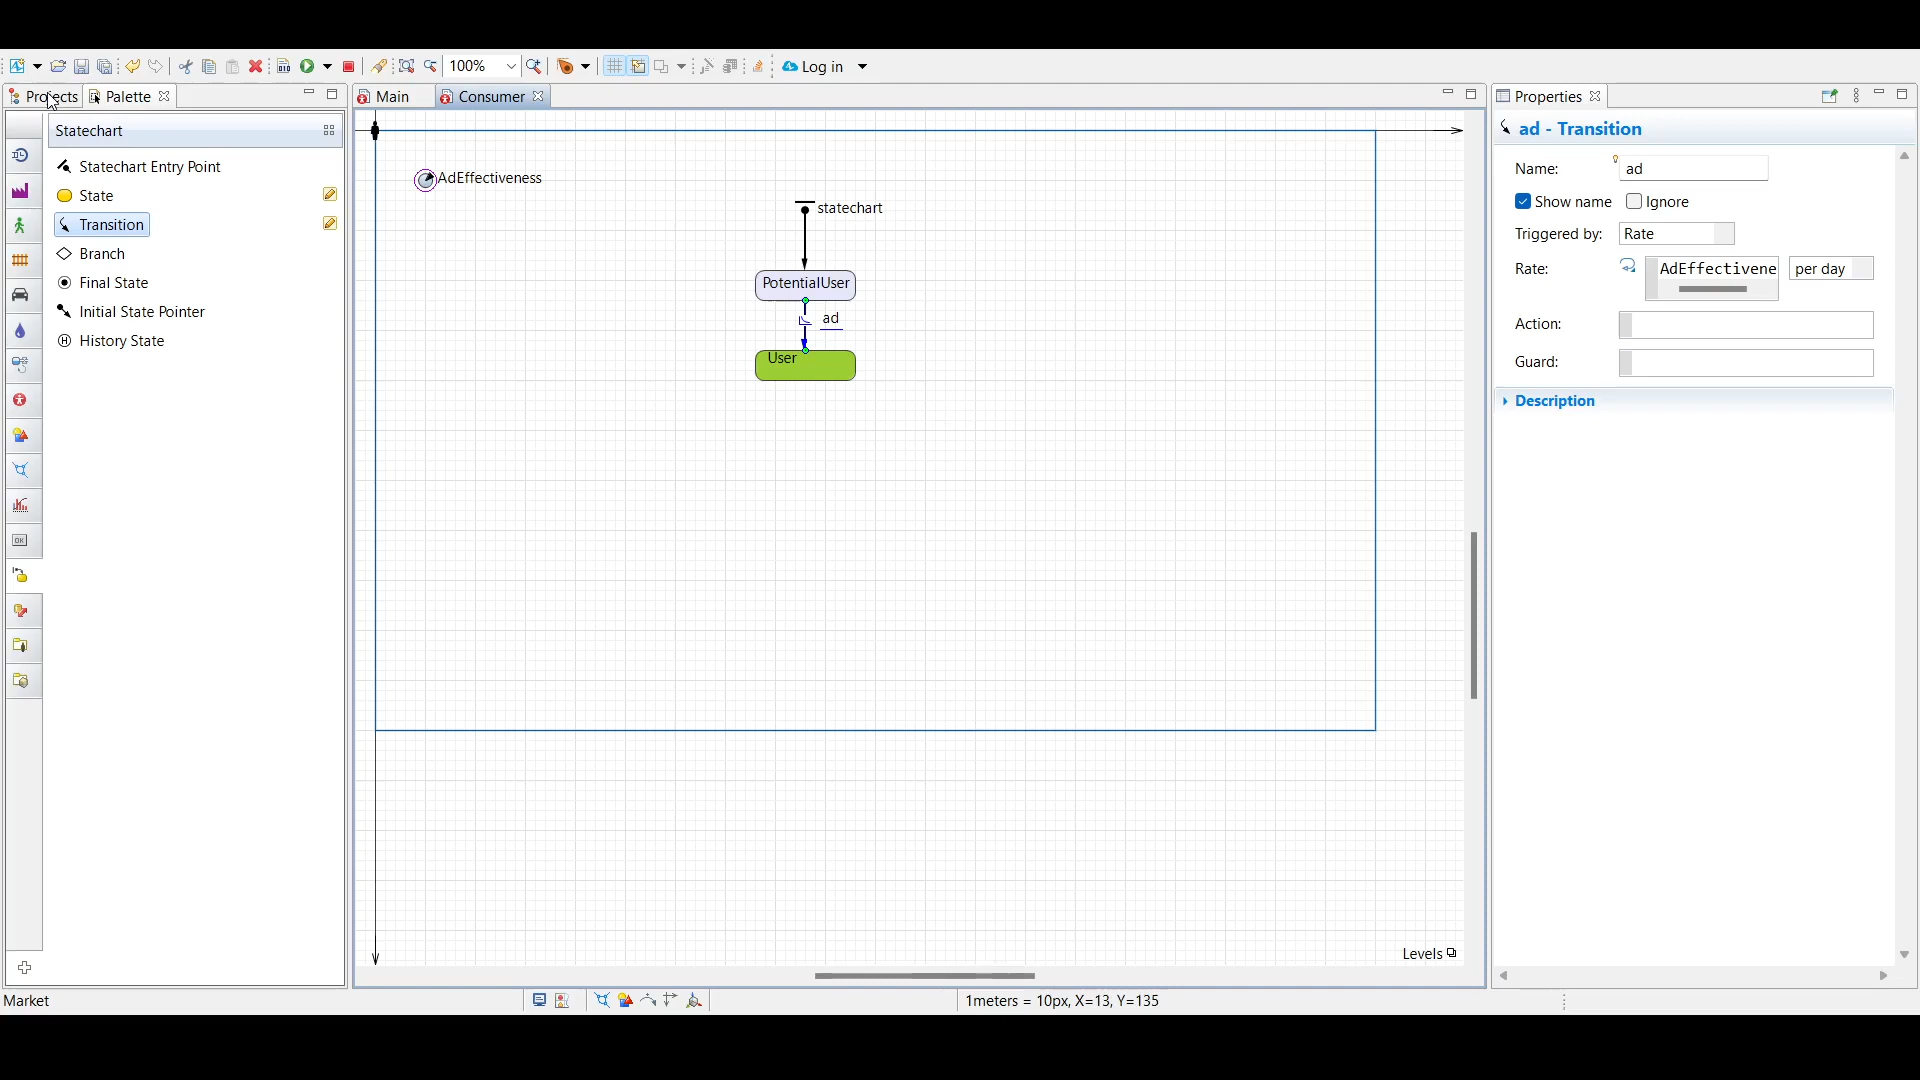 100%
Log in
Projects
Palette
Main
Consumer
Properties
Statechart
Statechart Entry Point
State
Transition
Branch
Final State
Initial State Pointer
History State
AdEffectiveness
statechart
PotentialUser
ad
User
Levels
ad - Transition
Name:
ad
Show name
Ignore
Triggered by:
Rate
Rate:
AdEffectivene
per day
Action:
Guard:
Description
Market
1meters = 10px, X=13, Y=135